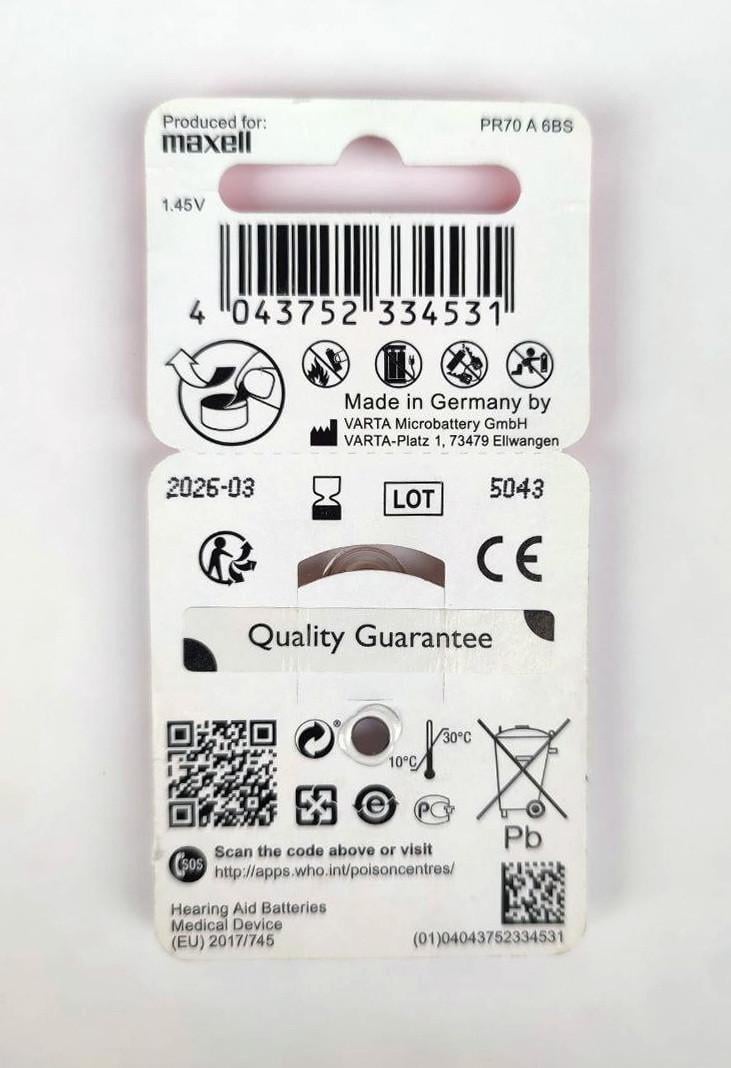 Produced for:
maxell
PR70 A 6BS
1.45V
4 043752 334531
Made in Germany by
VARTA Microbattery GmbH
VARTA-Platz 1, 73479 Ellwangen
2026-03
LOT
5043
CE
Quality Guarantee
®
10°C
30°C
e
Pb
SOS
Scan the code above or visit
http://apps.who.int/poisoncentres/
Hearing Aid Batteries
Medical Device
(EU) 2017/745
(01)04043752334531